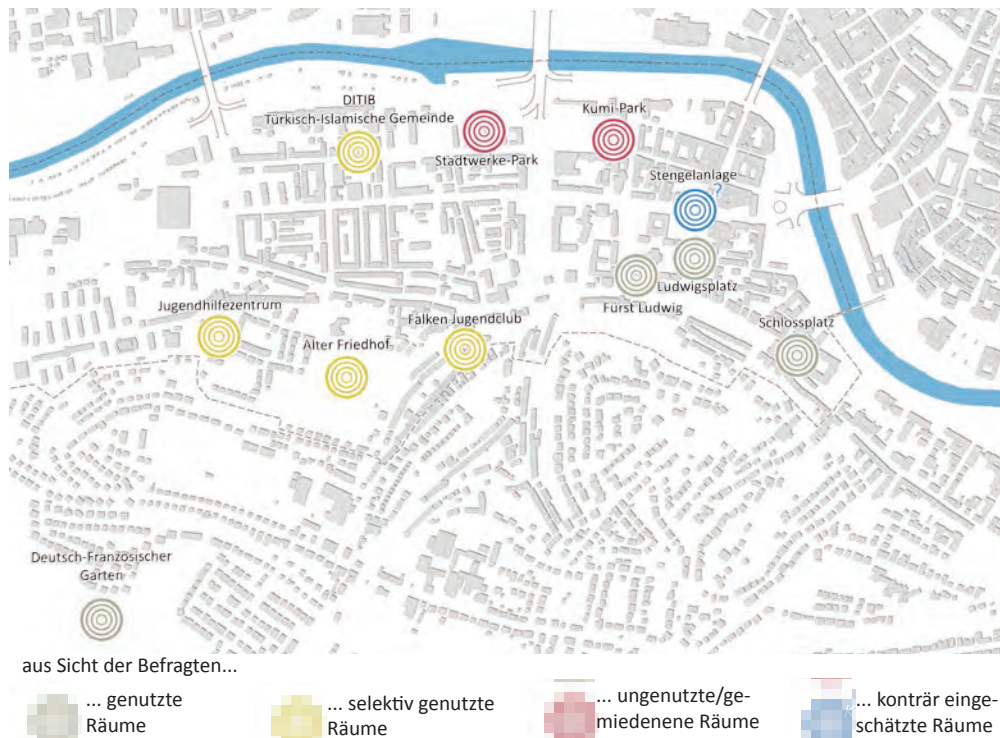 DITIB
Türkisch-Islamische Gemeinde
Stadtwerke-Park
Kumi-Park
Stengelanlage
?
Ludwigsplatz
Fürst Ludwig
Schlossplatz
Jugendhilfezentrum
Alter Friedhof
Falken Jugendclub
Deutsch-Französischer
Garten
aus Sicht der Befragten...
... genutzte
Räume
... selektiv genutzte
Räume
... ungenutzte/ge-
miedenene Räume
... konträr einge-
schätzte Räume